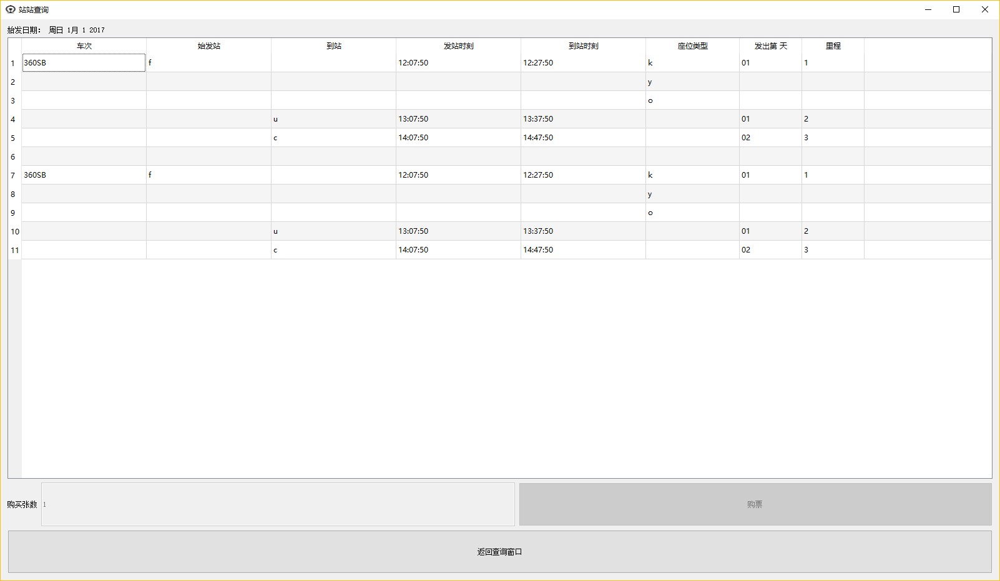 站站查询
始发日期： 周日 1月 1 2017
车次 始发站 到站 发站时刻 到站时刻 座位类型 发出第 天 里程
1 360SB f 12:07:50 12:27:50 k 01 1
2 y
3 o
4 u 13:07:50 13:37:50 01 2
5 c 14:07:50 14:47:50 02 3
6
7 360SB f 12:07:50 12:27:50 k 01 1
8 y
9 o
10 u 13:07:50 13:37:50 01 2
11 c 14:07:50 14:47:50 02 3
购买张数 1 购票
返回查询窗口